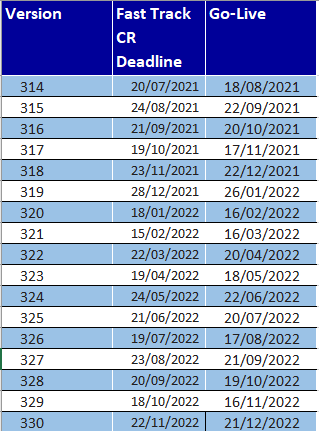 Version Fast Track Go-Live
CR
Deadline
314 20/07/2021 18/08/2021
315 24/08/2021 22/09/2021
316 21/09/2021 20/10/2021
317 19/10/2021 17/11/2021
318 23/11/2021 22/12/2021
319 28/12/2021 26/01/2022
320 18/01/2022 16/02/2022
321 15/02/2022 16/03/2022
322 22/03/2022 20/04/2022
323 19/04/2022 18/05/2022
324 24/05/2022 22/06/2022
325 21/06/2022 20/07/2022
326 19/07/2022 17/08/2022
327 23/08/2022 21/09/2022
328 20/09/2022 19/10/2022
329 18/10/2022 16/11/2022
330 22/11/2022 21/12/2022